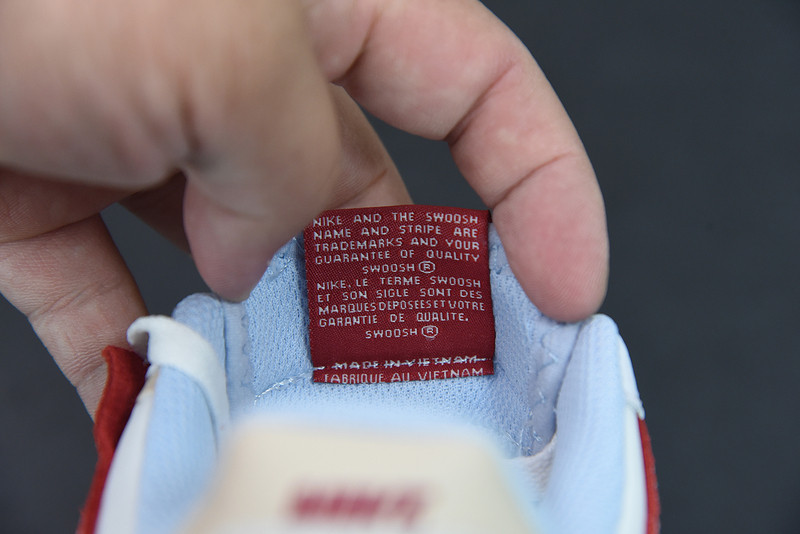 NIKE AND THE SWOOSH
NAME AND STRIPE ARE
TRADEMARKS AND YOUR
GUARANTEE OF QUALITY
SWOOSH®
NIKE, LE TERME SWOOSH
ET SON SIGLE SONT DES
MARQUES DEPOSEES ET VOTRE
GARANTIE DE QUALITE.
SWOOSH®
MADE IN VIETNAM
FABRIQUE AU VIETNAM